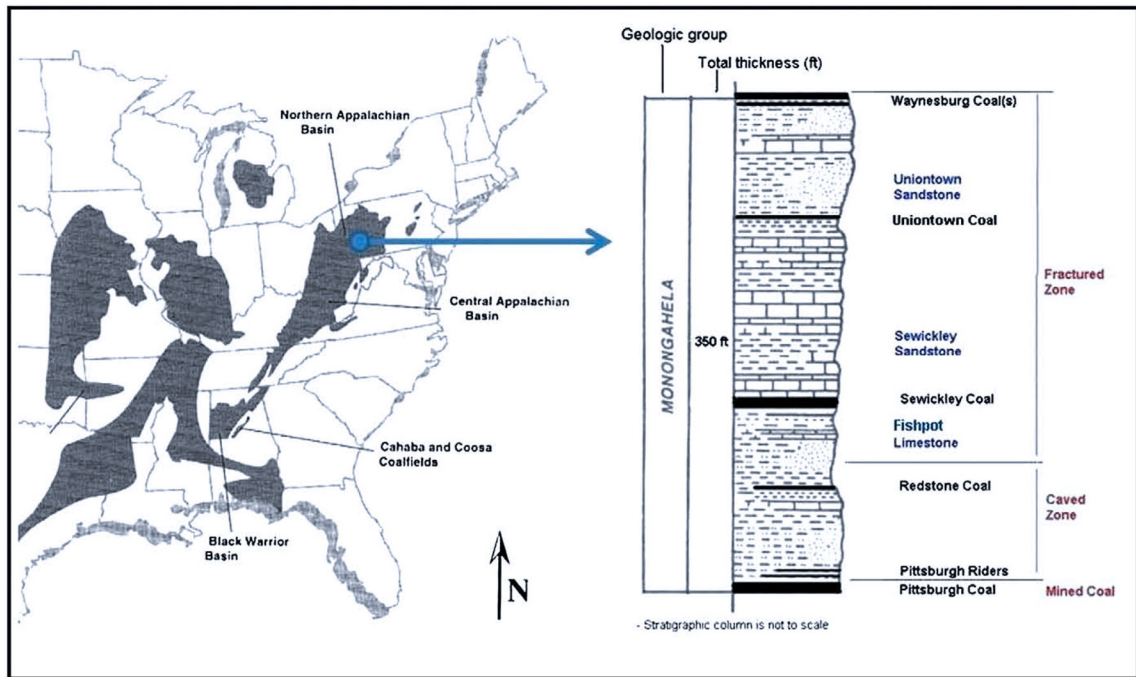 Northern Appalachian
Basin
Central Appalachian
Basin
Cahaba and Coosa
Coalfields
Black Warrior
Basin
N
Geologic group
Total thickness (ft)
MONONGAHELA
350 ft
Waynesburg Coal(s)
Uniontown
Sandstone
Uniontown Coal
Fractured
Zone
Sewickley
Sandstone
Sewickley Coal
Fishpot
Limestone
Redstone Coal
Caved
Zone
Pittsburgh Riders
Pittsburgh Coal
Mined Coal
- Stratigraphic column is not to scale